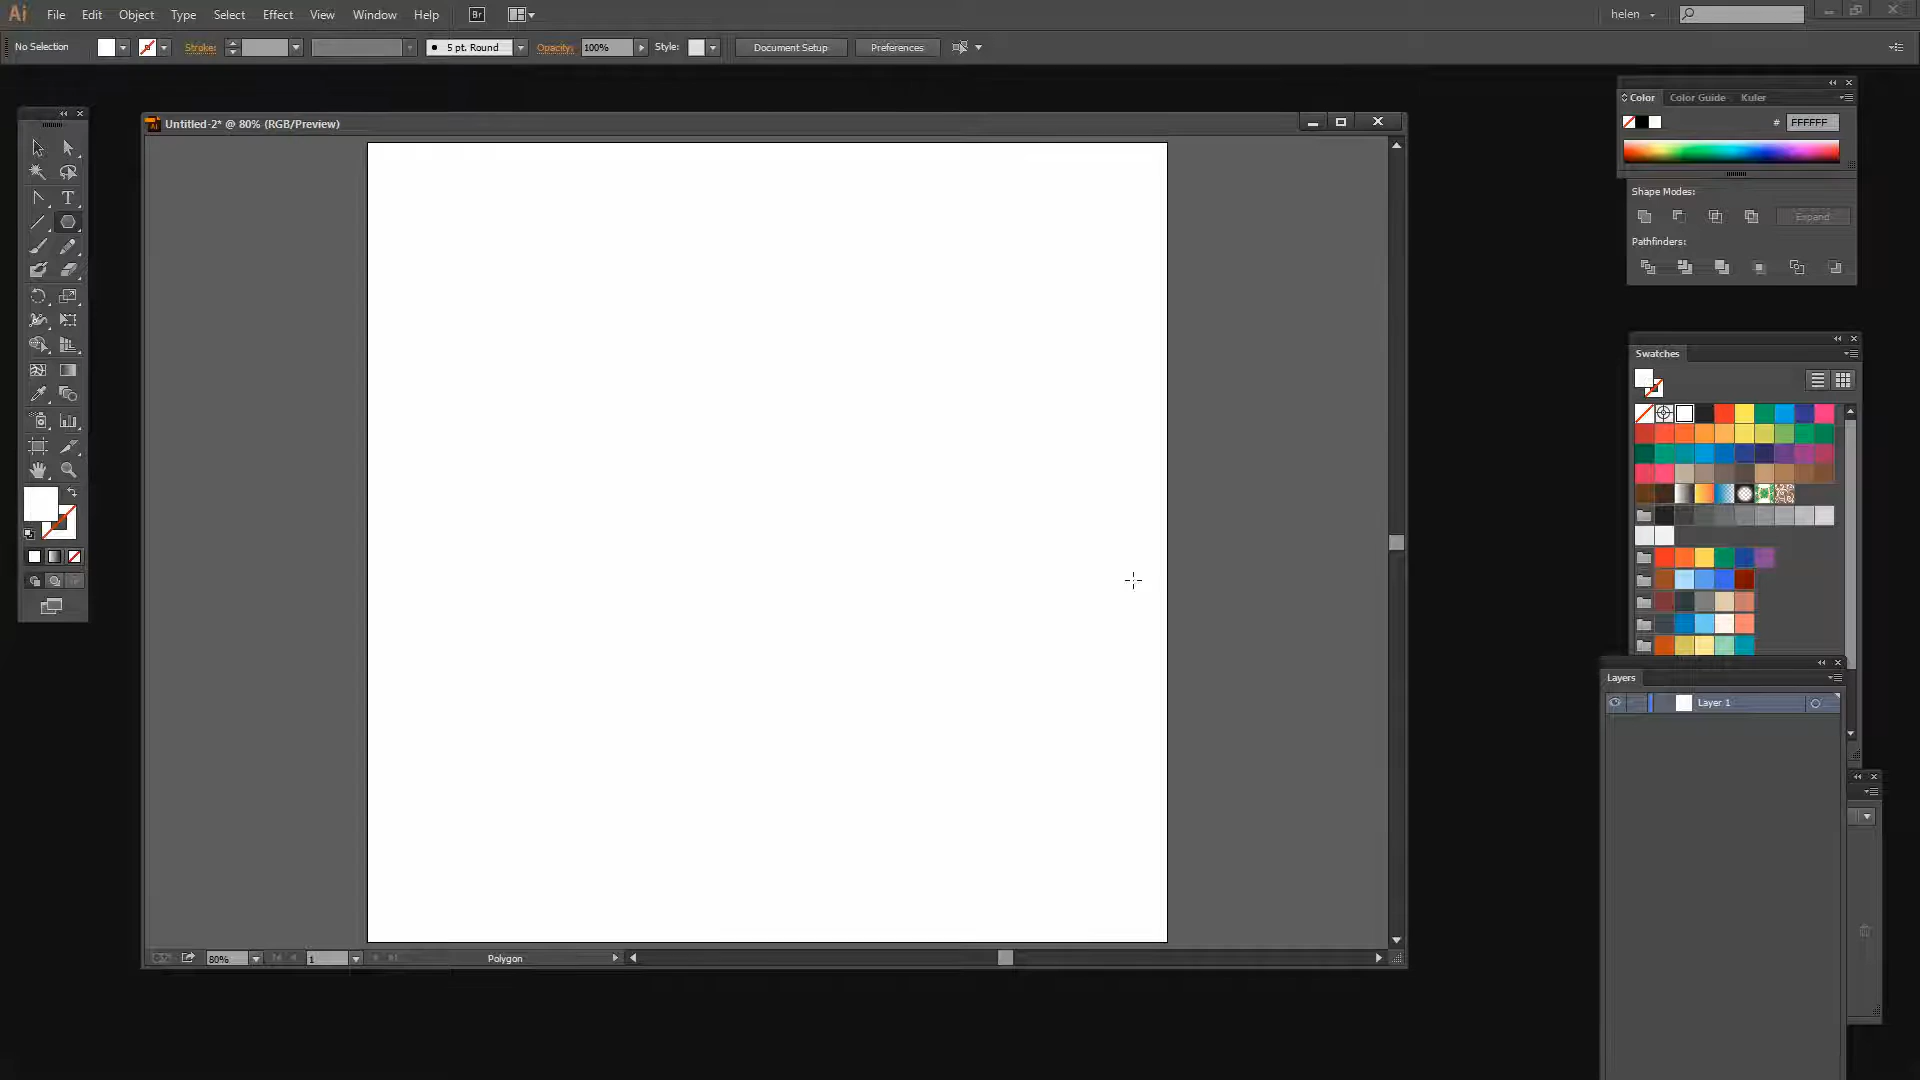 Ai File Edit Object Type Select Effect View Window Help Br helen
No Selection Stroke: 5 pt. Round Opacity: 100% Style: Document Setup Preferences
Untitled-2* @ 80% (RGB/Preview)
Color Color Guide Kuler
# FFFFFF
Shape Modes:
Expand
Pathfinders:
Swatches
Layers
Layer 1
80% 1 Polygon